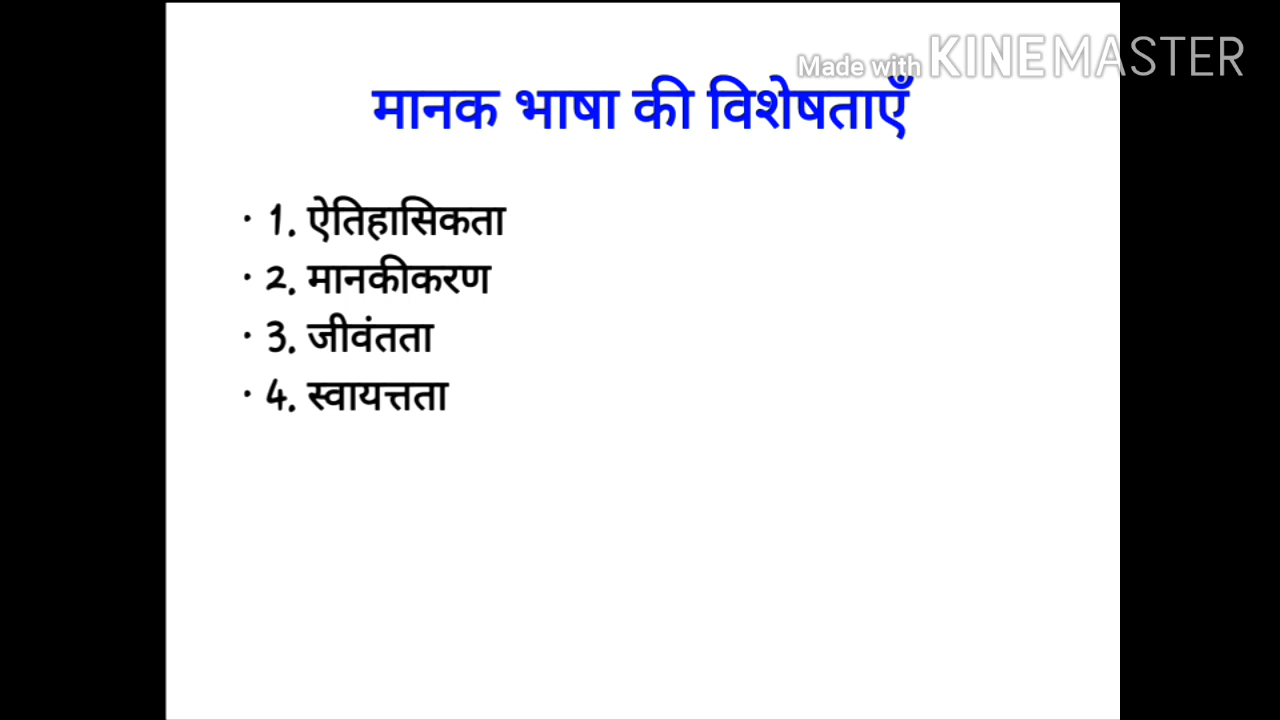 Made with KINEMASTER
मानक भाषा की विशेषताएँ
• 1. ऐतिहासिकता
• 2. मानकीकरण
• 3. जीवंतता
• 4. स्वायत्तता